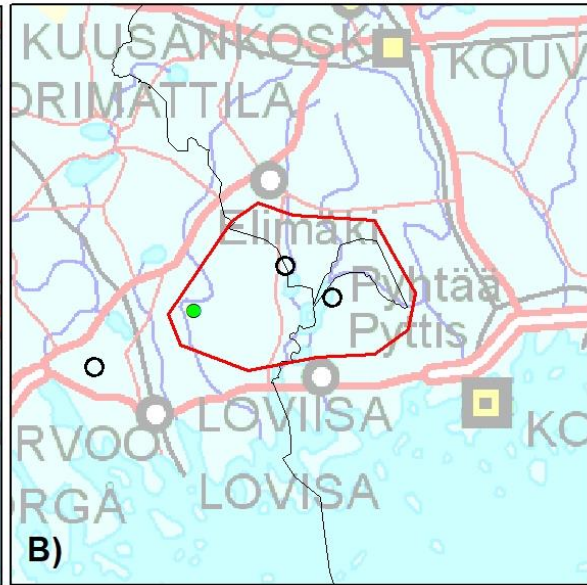 KUUSANKOSKI
KOUV
ORIMATTILA
Elimäki
Pyhtää
Pyttis
LOVIISA
RVOO
KO
LOVISA
ORGÅ
B)